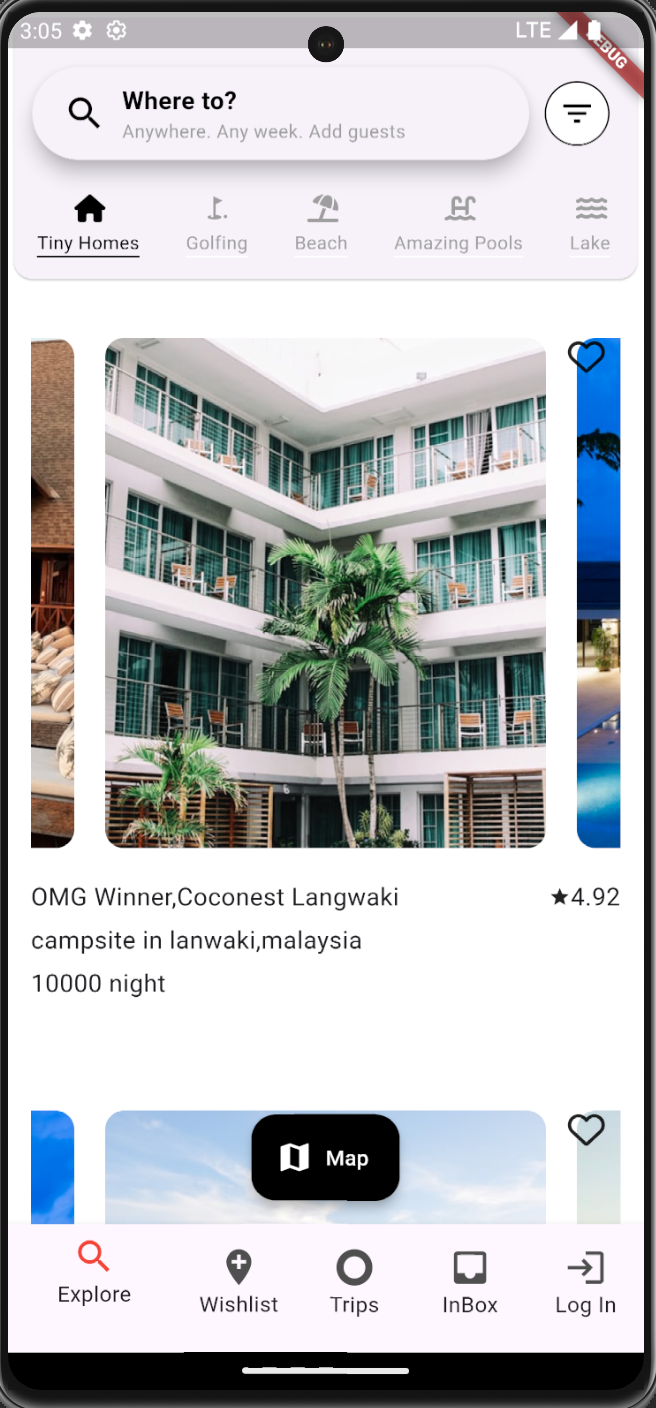 3:05 LTE
DEBUG
Where to?
Anywhere. Any week. Add guests
Tiny Homes Golfing Beach Amazing Pools Lake
OMG Winner,Coconest Langwaki ★4.92
campsite in lanwaki,malaysia
10000 night
Map
Explore Wishlist Trips InBox Log In